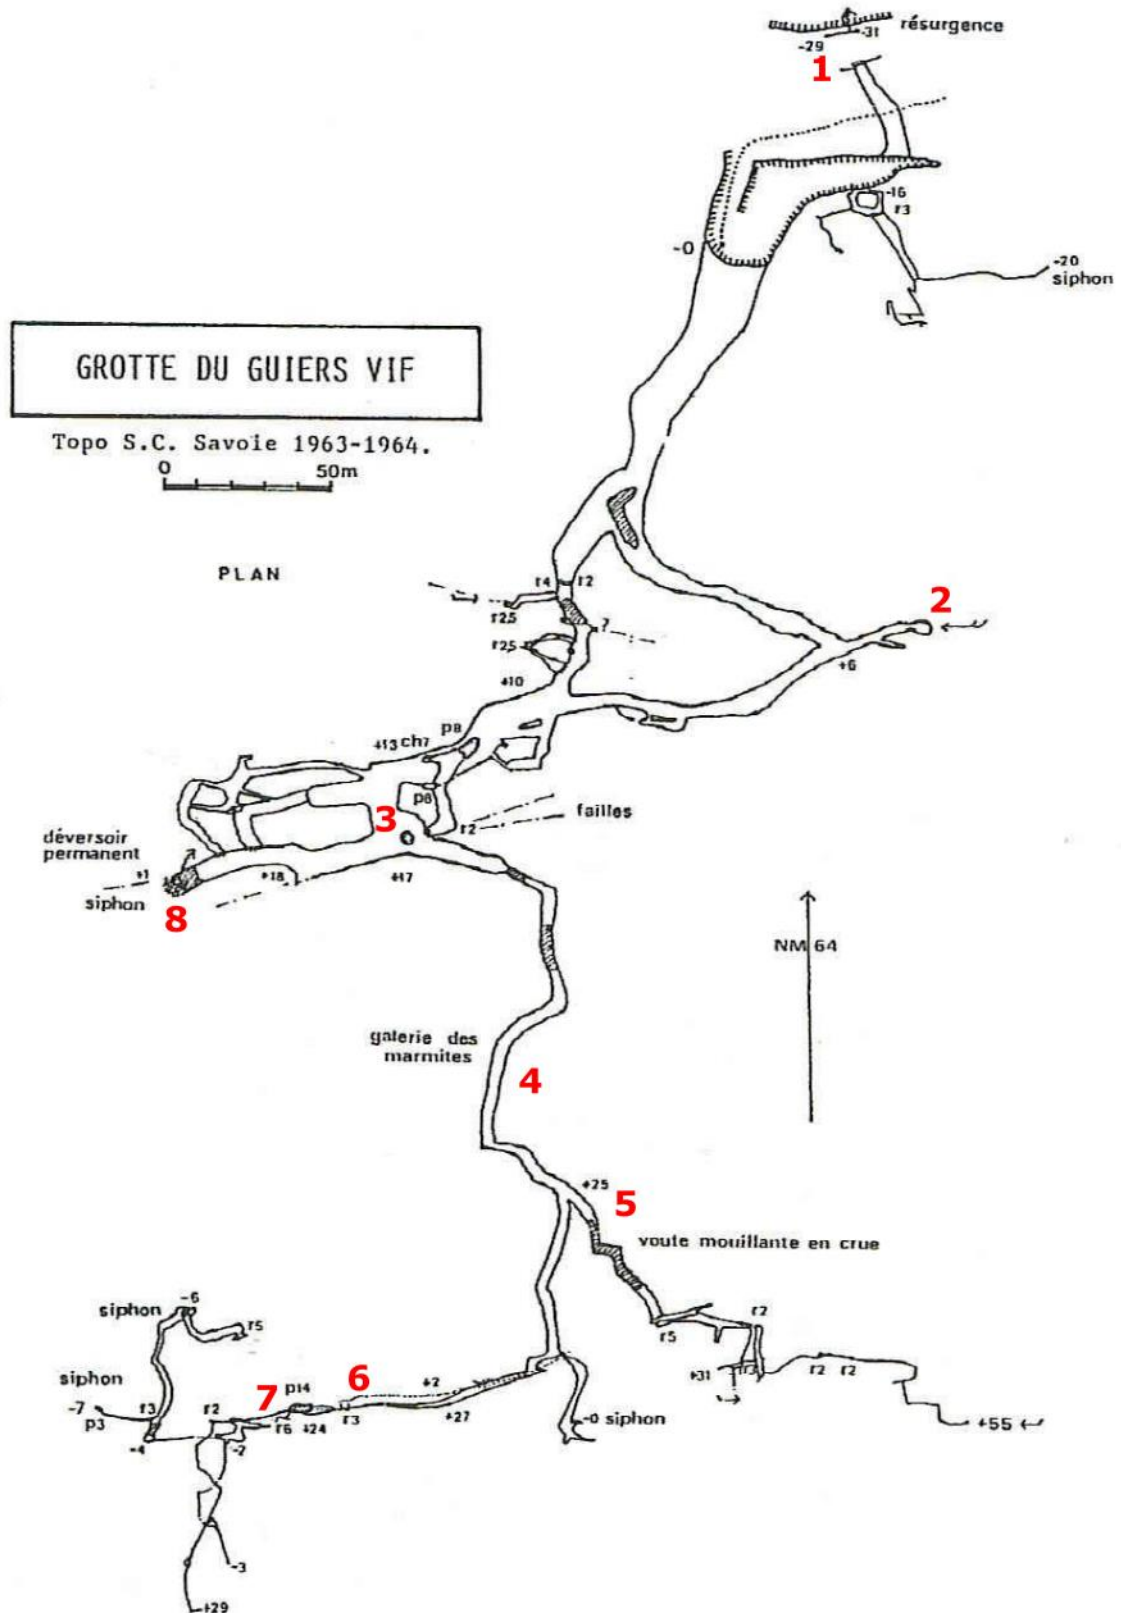 résurgence
-31
-29
1
-16
r3
-0
-20
siphon
GROTTE DU GUIERS VIF
Topo S.C. Savoie 1963-1964.
0 50m
PLAN
r4 r2
r25
2
?
r25
+6
+10
p8
+13 ch7
p8
3
failles
r2
déversoir
permanent
+1
+18
+17
siphon
8
NM 64
galerie des
marmites
4
+25
5
voute mouillante en crue
-6
siphon
r5
r2
r5
siphon
6
+2
+31
r3
r2 r2
7
p14
-7
r3
r2
p3
r6
+24
r3
+27
-0 siphon
+55
-4
-2
-3
+29